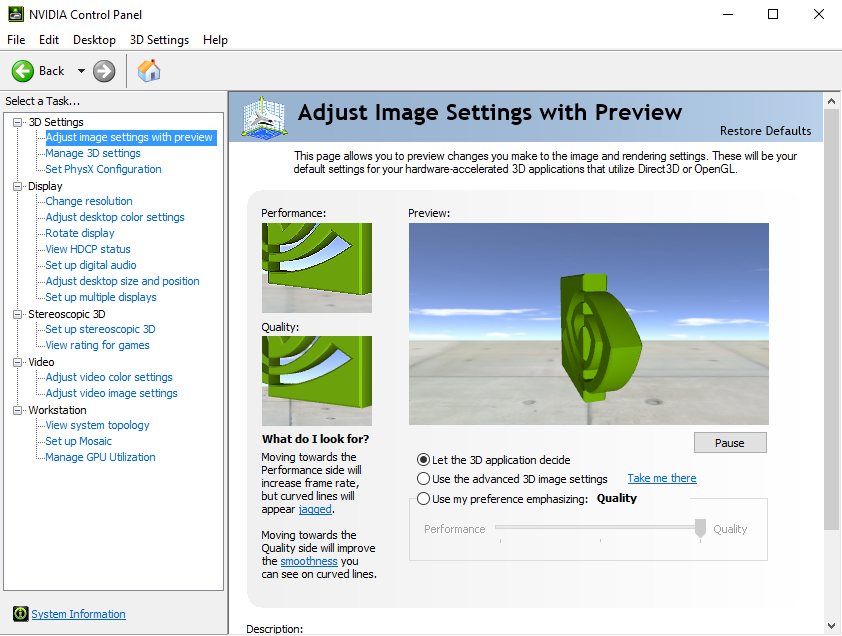 NVIDIA Control Panel
File Edit Desktop 3D Settings Help
Back
Select a Task...
3D Settings
Adjust image settings with preview
Manage 3D settings
Set PhysX Configuration
Display
Change resolution
Adjust desktop color settings
Rotate display
View HDCP status
Set up digital audio
Adjust desktop size and position
Set up multiple displays
Stereoscopic 3D
Set up stereoscopic 3D
View rating for games
Video
Adjust video color settings
Adjust video image settings
Workstation
View system topology
Set up Mosaic
Manage GPU Utilization
System Information
Adjust Image Settings with Preview
Restore Defaults
This page allows you to preview changes you make to the image and rendering settings. These will be your
default settings for your hardware-accelerated 3D applications that utilize Direct3D or OpenGL.
Performance:
Quality:
What do I look for?
Moving towards the
Performance side will
increase frame rate,
but curved lines will
appear jagged.
Moving towards the
Quality side will improve
the smoothness you
can see on curved lines.
Preview:
Pause
Let the 3D application decide
Use the advanced 3D image settings Take me there
Use my preference emphasizing: Quality
Performance Quality
Description: